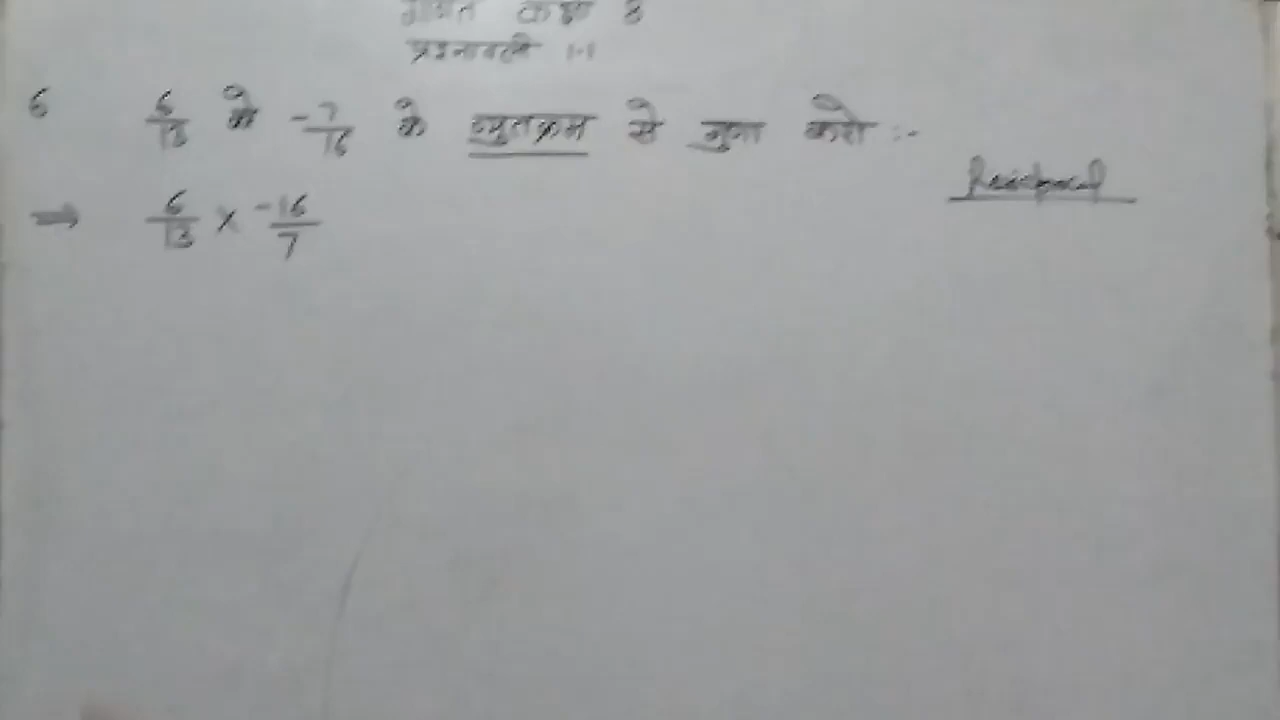 गणित कक्षा 8
प्रश्नावली 1.1
6 6/13 को -7/16 के व्युतक्रम से गुणा करो :-
Reciprocal
⇒ 6/13 × -16/7